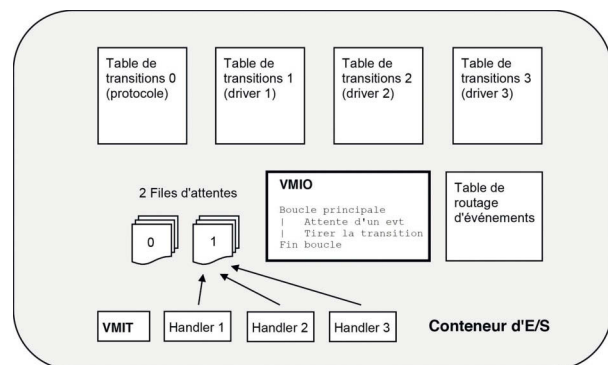 Table de
transitions 0
(protocole)
Table de
transitions 1
(driver 1)
Table de
transitions 2
(driver 2)
Table de
transitions 3
(driver 3)
2 Files d'attentes
0
1
VMIO
Boucle principale
| Attente d'un evt
| Tirer la transition
Fin boucle
Table de
routage
d'événements
VMIT
Handler 1
Handler 2
Handler 3
Conteneur d'E/S